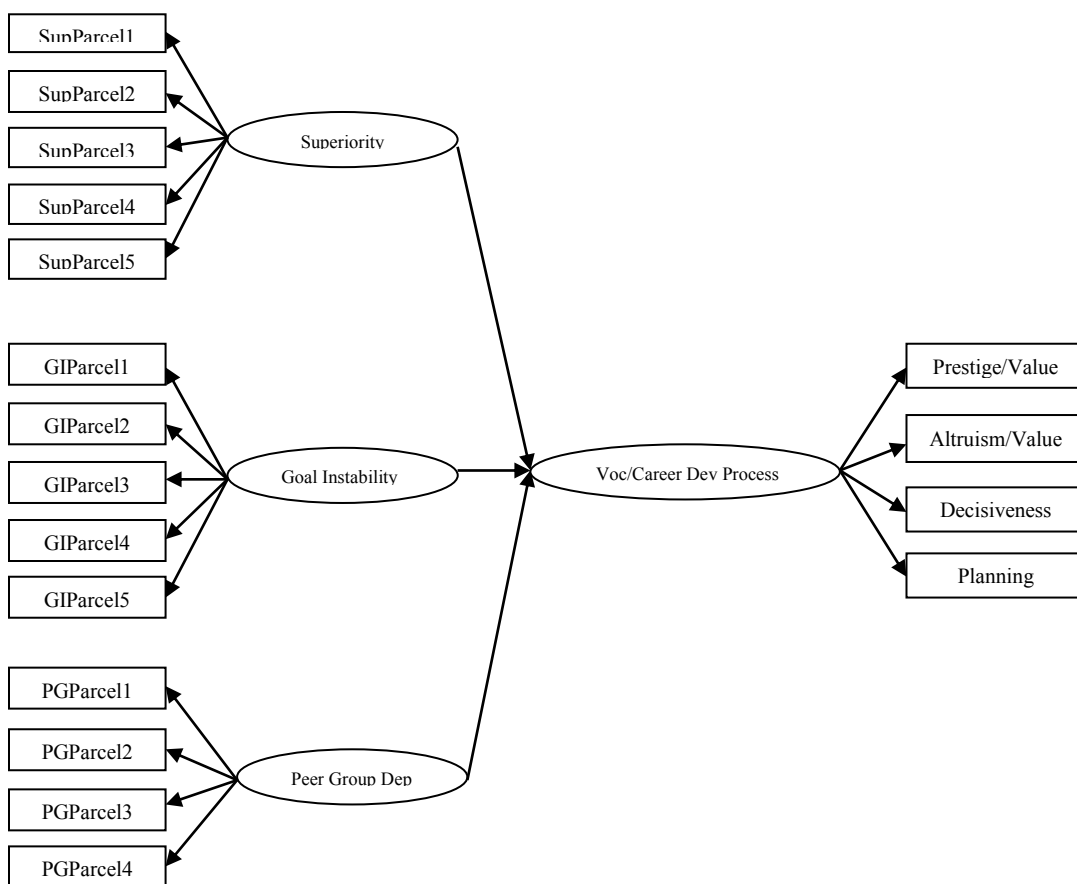 SupParcel1
SupParcel2
SupParcel3
SupParcel4
SupParcel5
Superiority
GIParcel1
GIParcel2
GIParcel3
GIParcel4
GIParcel5
Goal Instability
PGParcel1
PGParcel2
PGParcel3
PGParcel4
Peer Group Dep
Voc/Career Dev Process
Prestige/Value
Altruism/Value
Decisiveness
Planning